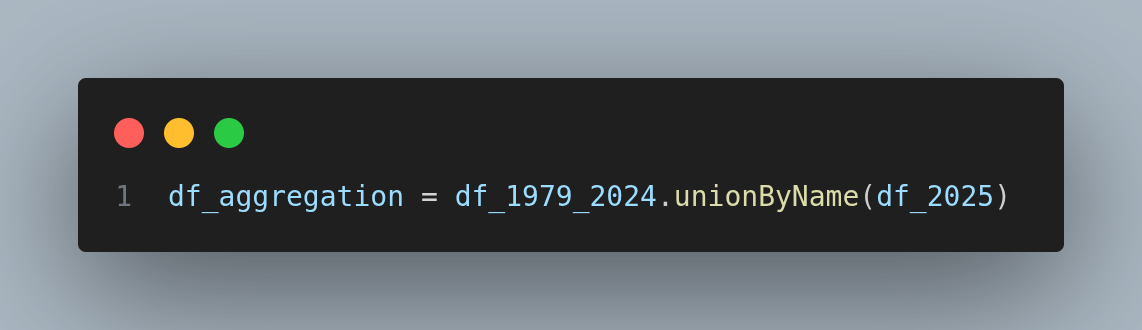 1 df_aggregation = df_1979_2024.unionByName(df_2025)